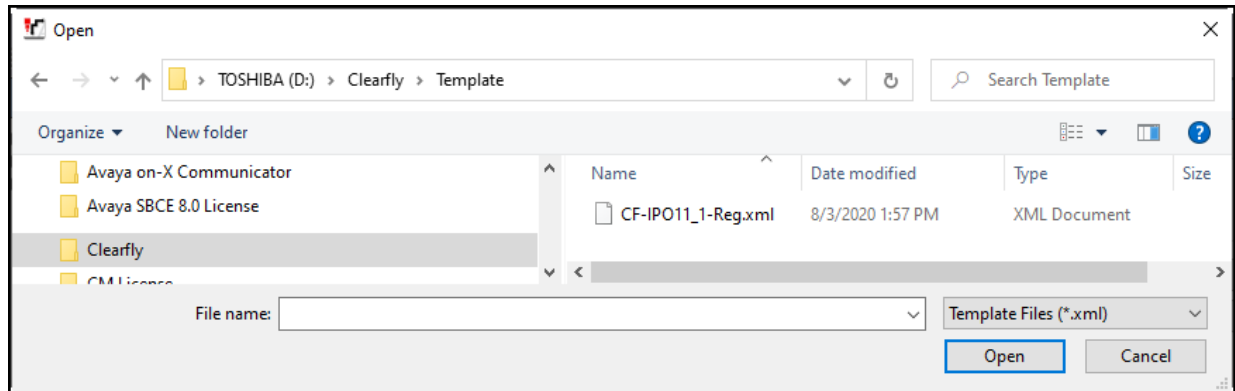 Open
TOSHIBA (D:) > Clearfly > Template
Search Template
Organize
New folder
?
Avaya on-X Communicator
Avaya SBCE 8.0 License
Clearfly
CM License
Name
Date modified
Type
Size
CF-IPO11_1-Reg.xml
8/3/2020 1:57 PM
XML Document
File name:
Template Files (*.xml)
Open
Cancel